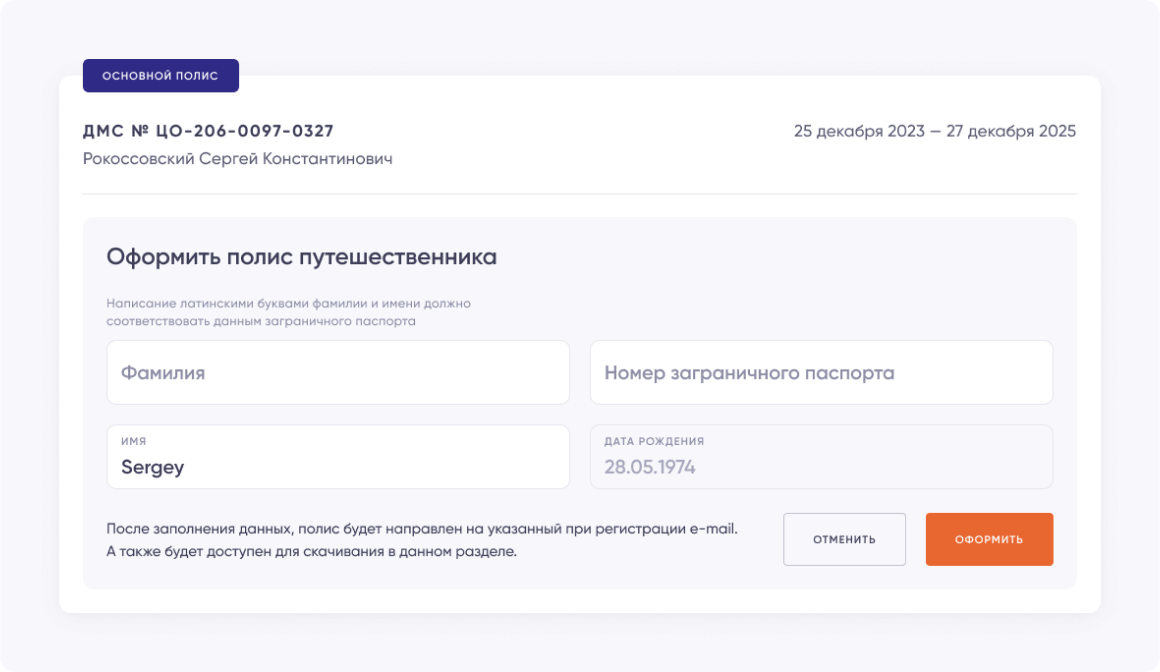 ОСНОВНОЙ ПОЛИС
ДМС № ЦО-206-0097-0327
25 декабря 2023 — 27 декабря 2025
Рокоссовский Сергей Константинович
Оформить полис путешественника
Написание латинскими буквами фамилии и имени должно
соответствовать данным заграничного паспорта
Фамилия
Номер заграничного паспорта
ИМЯ
Sergey
ДАТА РОЖДЕНИЯ
28.05.1974
После заполнения данных, полис будет направлен на указанный при регистрации e-mail.
А также будет доступен для скачивания в данном разделе.
ОТМЕНИТЬ
ОФОРМИТЬ